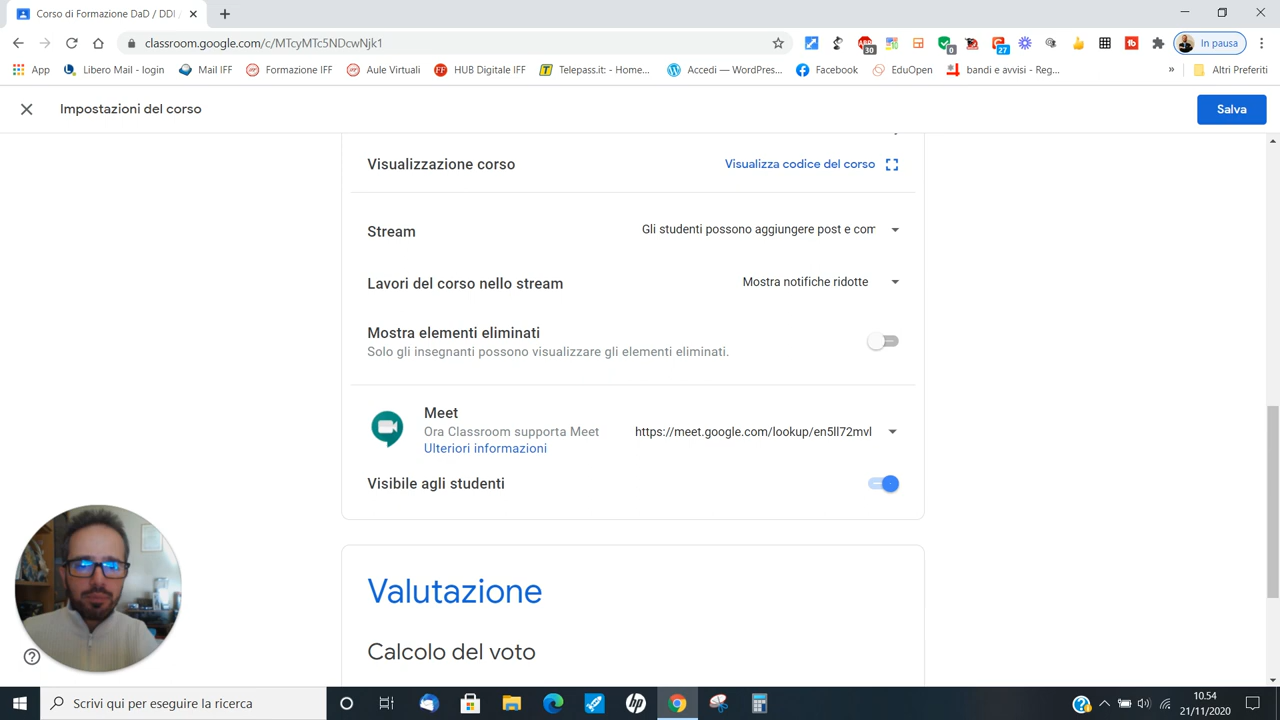 Corso di Formazione DaD / DDI /
classroom.google.com/c/MTcyMTc5NDcwNjk1
30
0
27
In pausa
App
Libero Mail - login
Mail IFF
Formazione IFF
Aule Virtuali
HUB Digitale IFF
Telepass.it: - Home...
Accedi — WordPres...
Facebook
EduOpen
bandi e avvisi - Reg...
»
Altri Preferiti
Impostazioni del corso
Salva
Visualizzazione corso
Visualizza codice del corso
Stream
Gli studenti possono aggiungere post e com
Lavori del corso nello stream
Mostra notifiche ridotte
Mostra elementi eliminati
Solo gli insegnanti possono visualizzare gli elementi eliminati.
Meet
Ora Classroom supporta Meet
Ulteriori informazioni
https://meet.google.com/lookup/en5ll72mvl
Visibile agli studenti
Valutazione
Calcolo del voto
Scrivi qui per eseguire la ricerca
10.54
21/11/2020